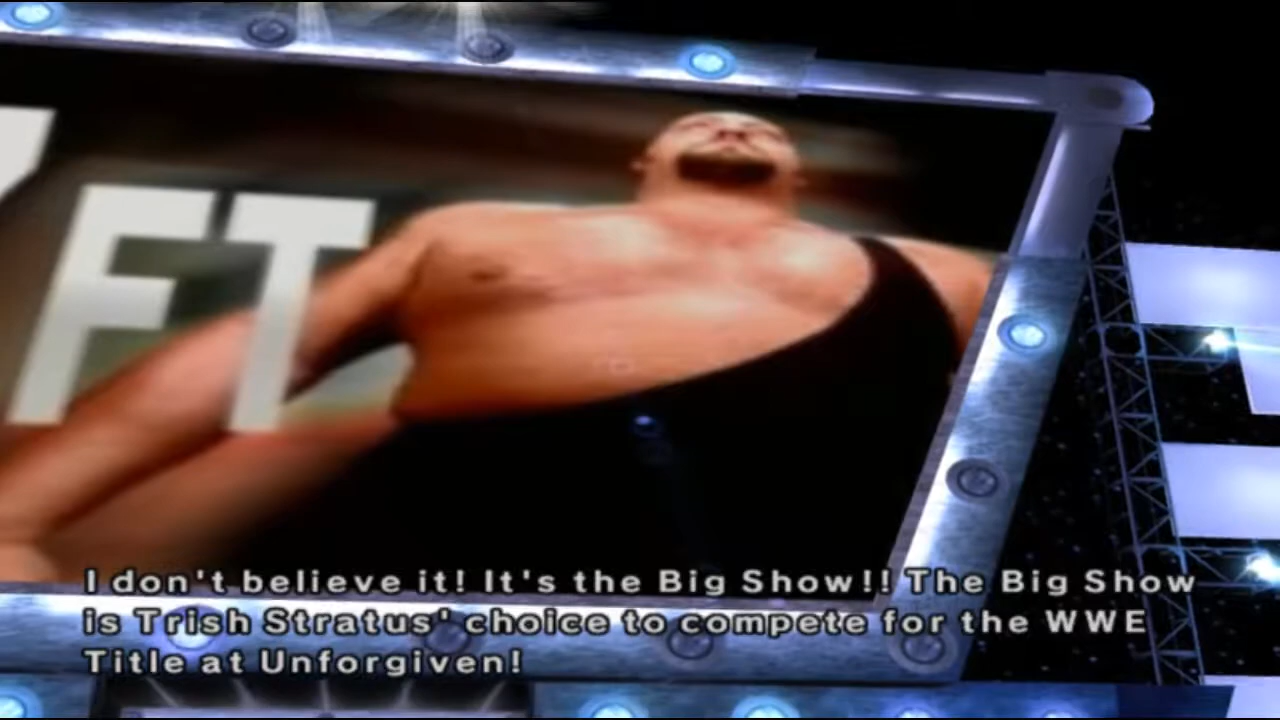 FT
I don't believe it! It's the Big Show!! The Big Show
is Trish Stratus' choice to compete for the WWE
Title at Unforgiven!